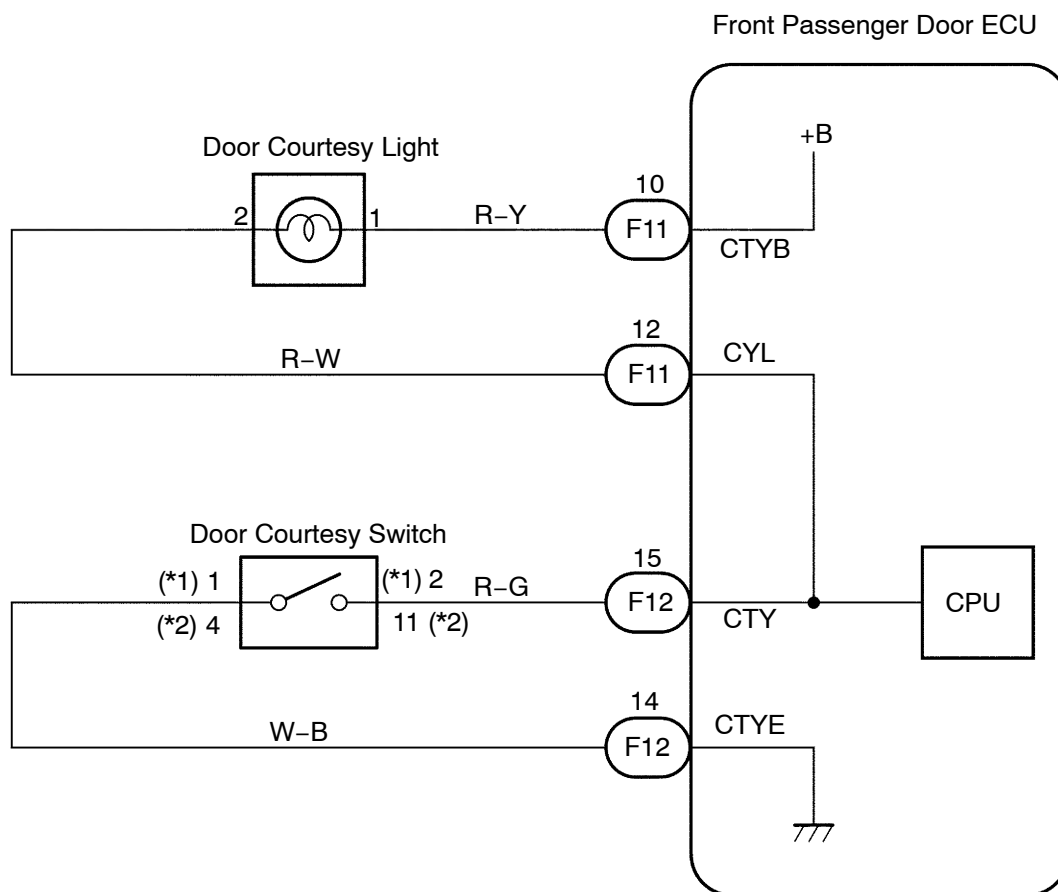 Front Passenger Door ECU
+B
Door Courtesy Light
10
2
1
R−Y
F11
CTYB
12
R−W
F11
CYL
Door Courtesy Switch
15
(*1) 1
(*1) 2
R−G
F12
CPU
(*2) 4
11 (*2)
CTY
14
W−B
F12
CTYE